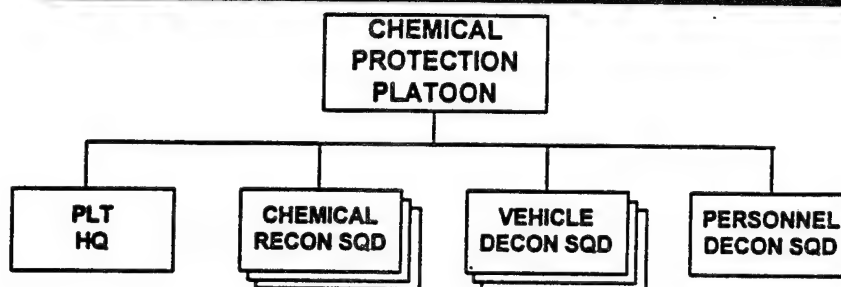 CHEMICAL
PROTECTION
PLATOON
PLT
HQ
CHEMICAL
RECON SQD
VEHICLE
DECON SQD
PERSONNEL
DECON SQD